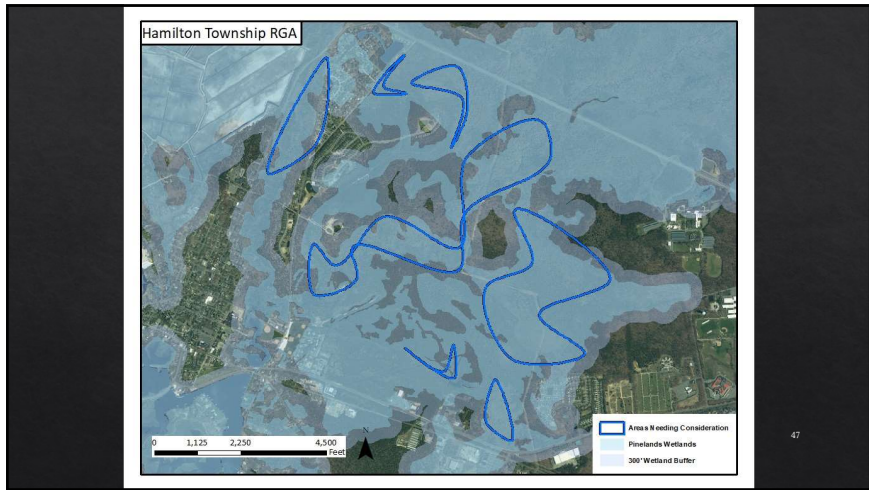 Hamilton Township RGA
0 1,125 2,250 4,500
Feet
N
Areas Needing Consideration
Pinelands Wetlands
300' Wetland Buffer
47